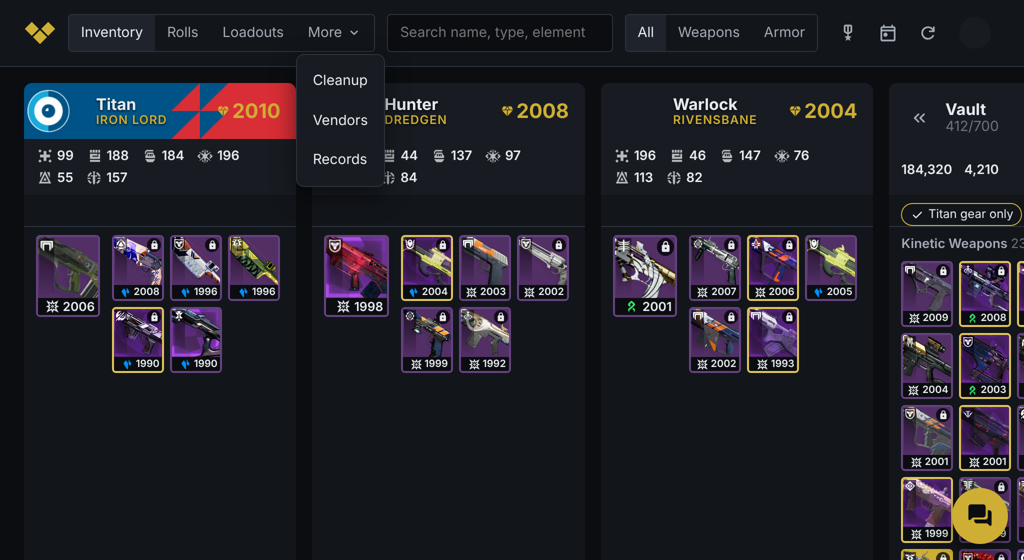 Inventory Rolls Loadouts More Search name, type, element All Weapons Armor
Cleanup
Vendors
Records
Titan
IRON LORD
2010
99 188 184 196
55 157
Hunter
DREDGEN
2008
44 137 97
84
Warlock
RIVENSBANE
2004
196 46 147 76
113 82
Vault
412/700
184,320 4,210
Titan gear only
Kinetic Weapons 23
2006 2008 1996 1996
1990 1990
1998 2004 2003 2002
1999 1992
2001 2007 2006 2005
2002 1993
2009 2008
2004 2003
2001 2001
1999